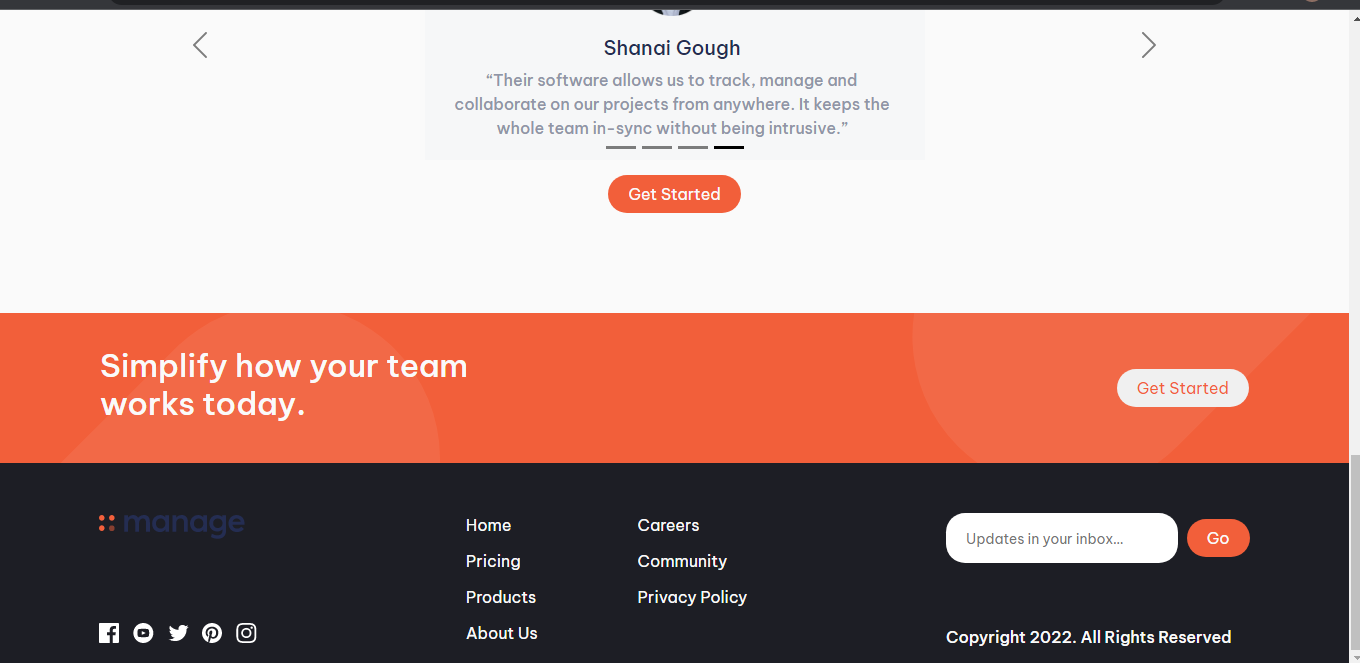 Shanai Gough
“Their software allows us to track, manage and
collaborate on our projects from anywhere. It keeps the
whole team in-sync without being intrusive.”
Get Started
Simplify how your team
works today.
Get Started
manage
Home
Pricing
Products
About Us
Careers
Community
Privacy Policy
Updates in your inbox...
Go
Copyright 2022. All Rights Reserved